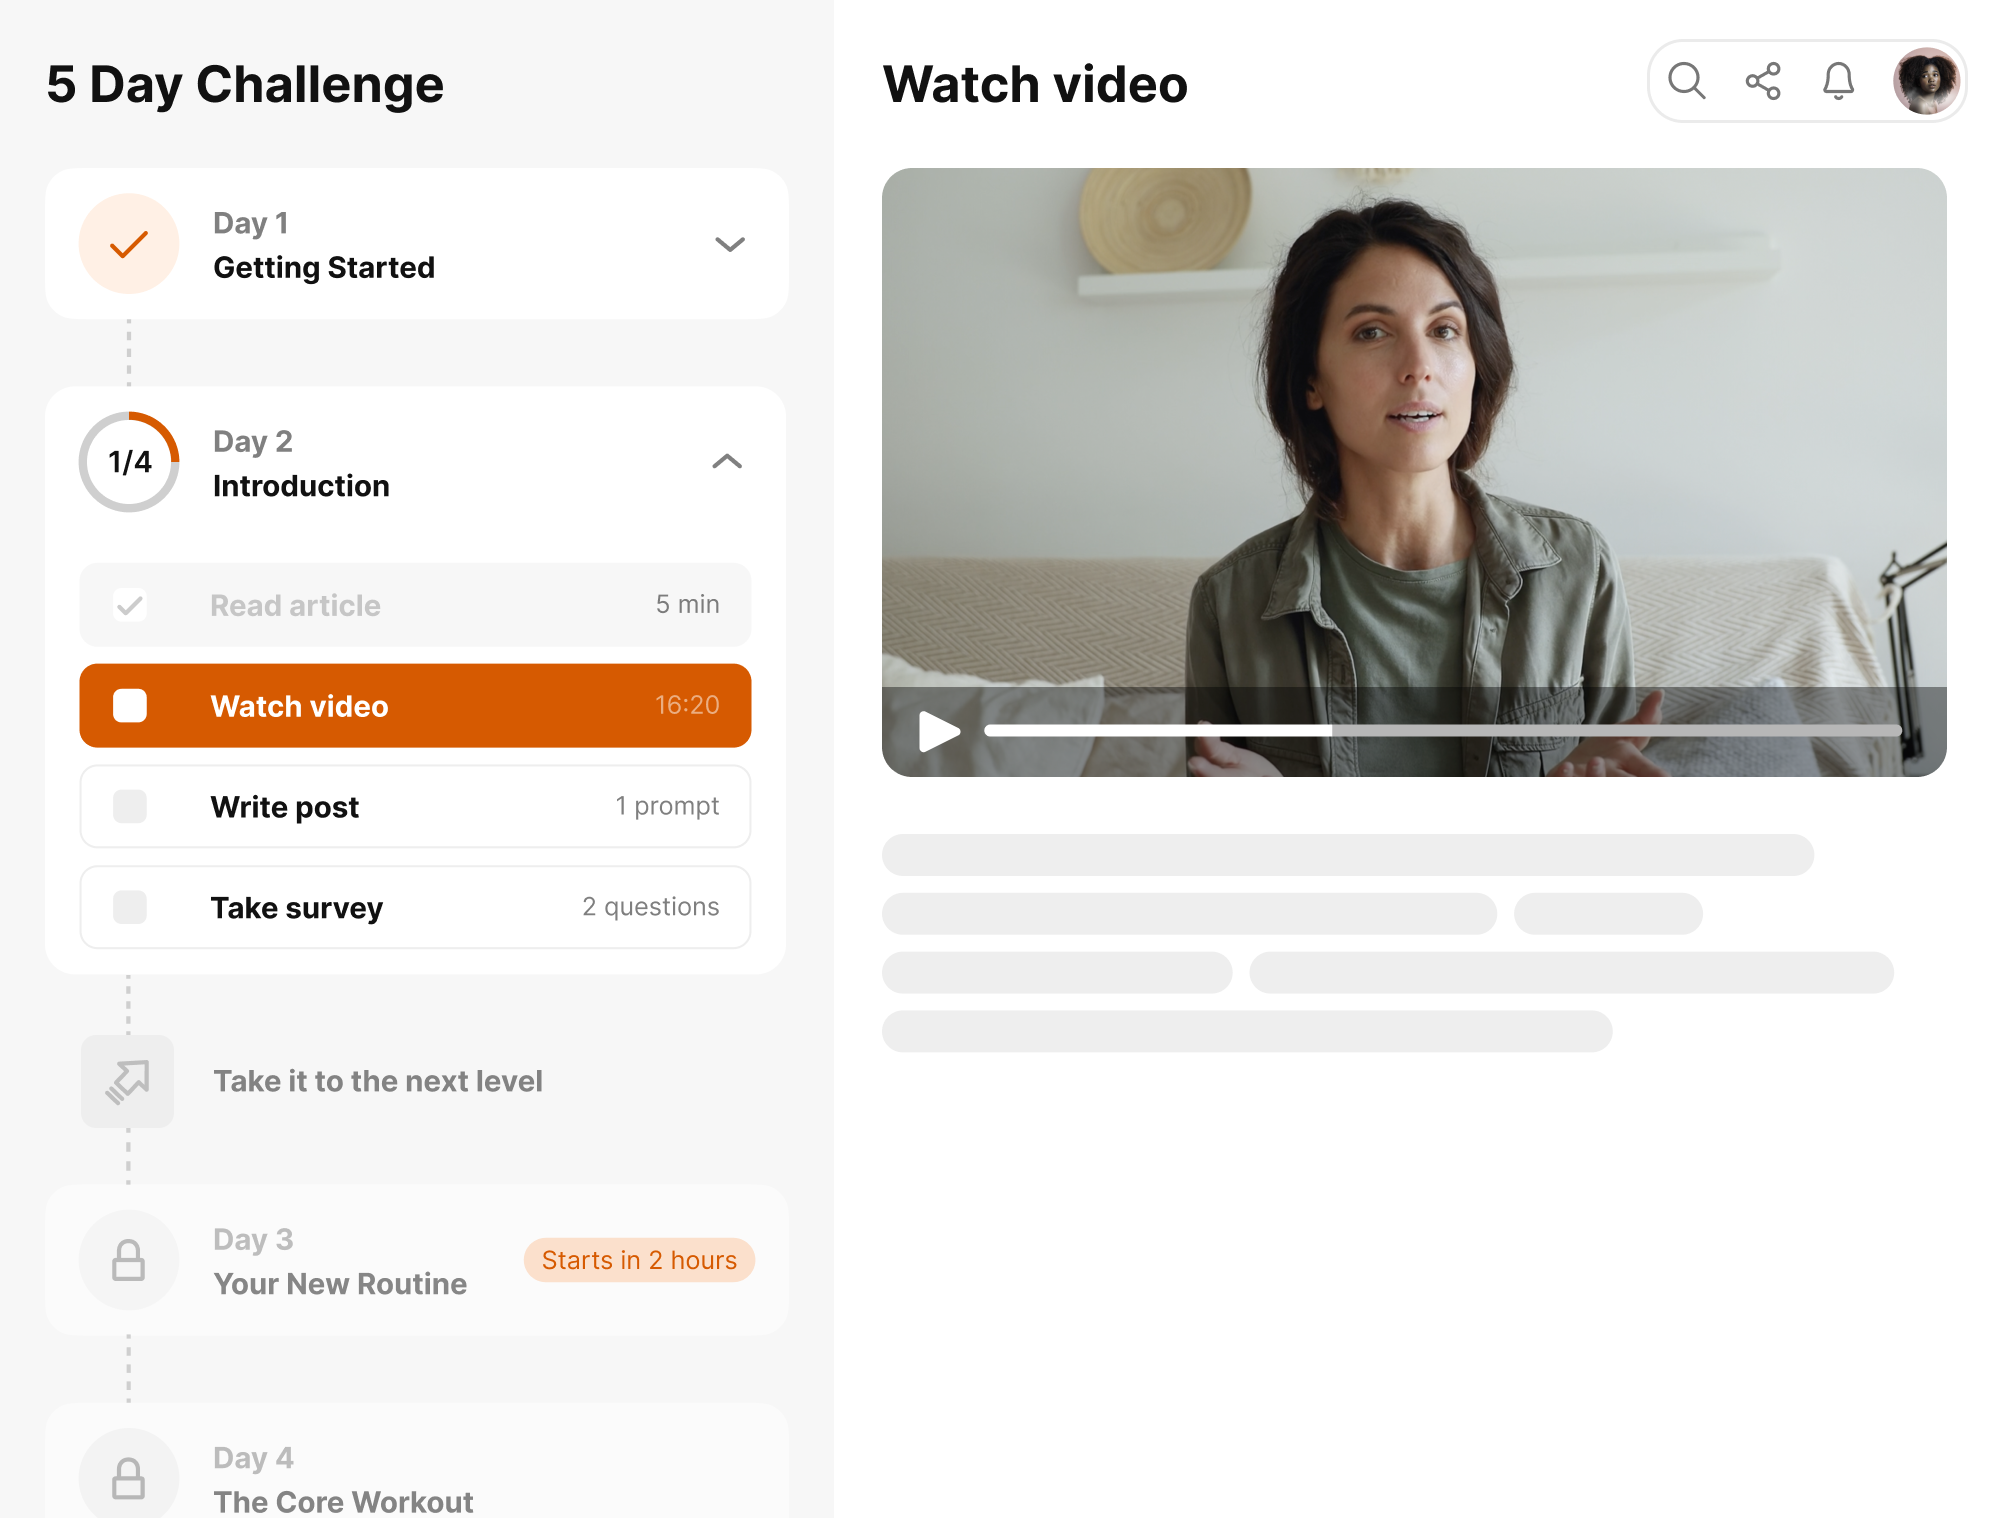 5 Day Challenge
Day 1
Getting Started
1/4
Day 2
Introduction
Read article
5 min
Watch video
16:20
Write post
1 prompt
Take survey
2 questions
Take it to the next level
Day 3
Your New Routine
Starts in 2 hours
Day 4
The Core Workout
Watch video